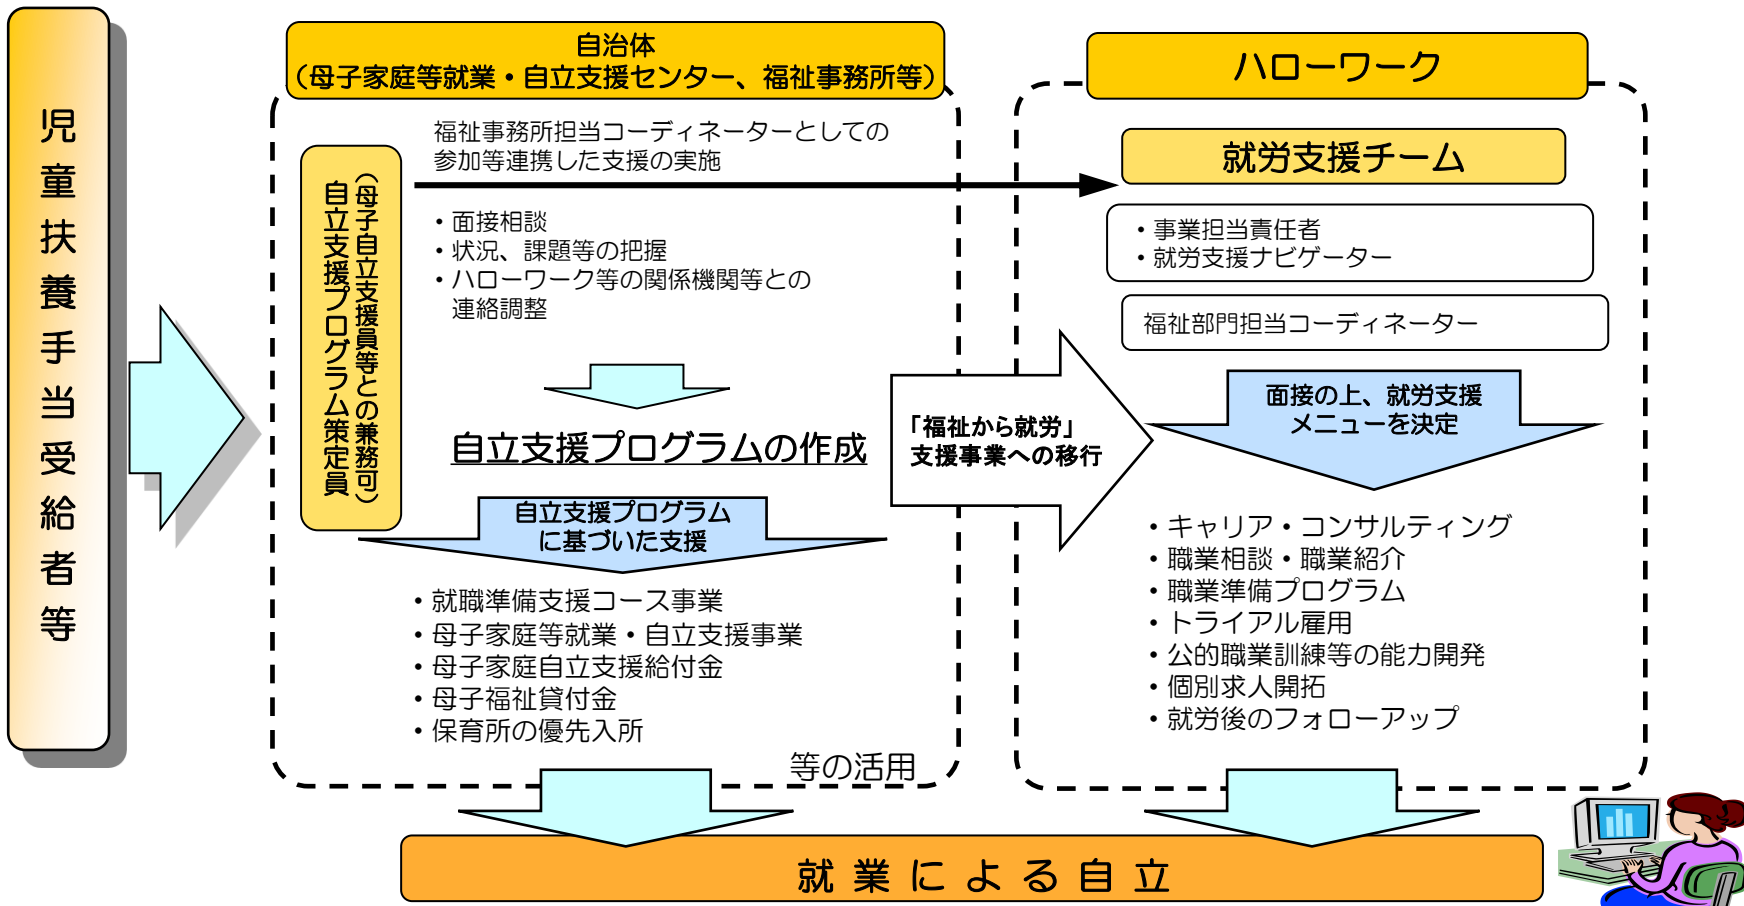 児童扶養手当受給者等
自治体
（母子家庭等就業・自立支援センター、福祉事務所等）
福祉事務所担当コーディネーターとしての
参加等連携した支援の実施
（母子自立支援員等との兼務可）
自立支援プログラム策定員
・面接相談
・状況、課題等の把握
・ハローワーク等の関係機関等との
連絡調整
自立支援プログラムの作成
自立支援プログラム
に基づいた支援
・就職準備支援コース事業
・母子家庭等就業・自立支援事業
・母子家庭自立支援給付金
・母子福祉貸付金
・保育所の優先入所
等の活用
「福祉から就労」
支援事業への移行
ハローワーク
就労支援チーム
・事業担当責任者
・就労支援ナビゲーター
福祉部門担当コーディネーター
面接の上、就労支援
メニューを決定
・キャリア・コンサルティング
・職業相談・職業紹介
・職業準備プログラム
・トライアル雇用
・公的職業訓練等の能力開発
・個別求人開拓
・就労後のフォローアップ
就業による自立